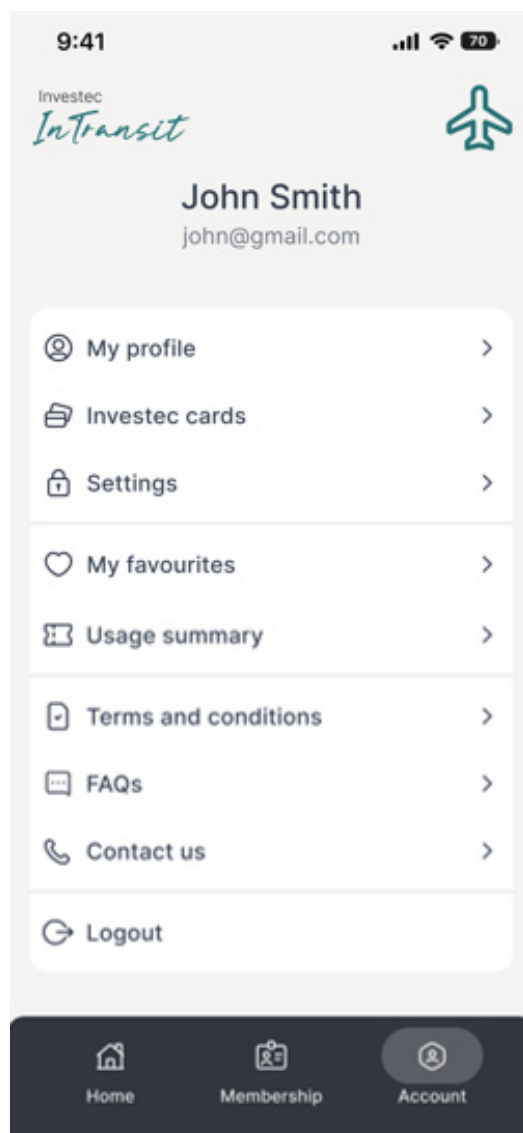 9:41
70
Investec
InTransit
John Smith
john@gmail.com
My profile
Investec cards
Settings
My favourites
Usage summary
Terms and conditions
FAQs
Contact us
Logout
Home
Membership
Account